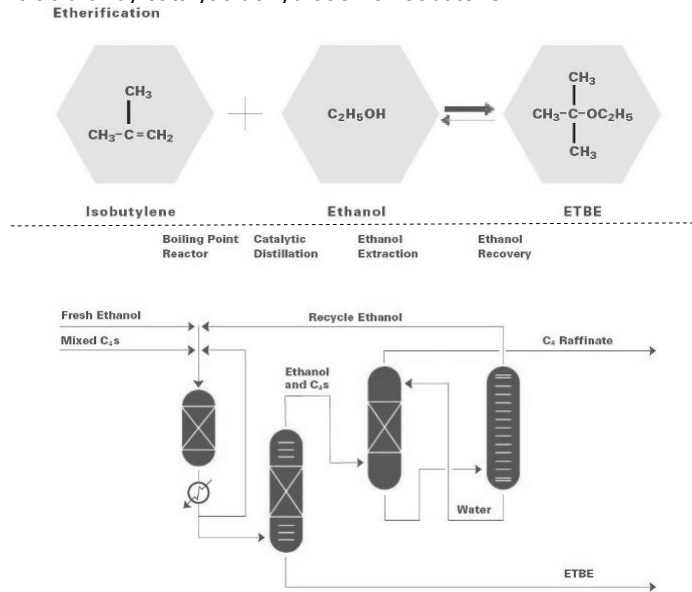 Etherification
CH₃
CH₃-C=CH₂
C₂H₅OH
CH₃
CH₃-C-OC₂H₅
CH₃
Isobutylene
Ethanol
ETBE
Boiling Point
Reactor
Catalytic
Distillation
Ethanol
Extraction
Ethanol
Recovery
Fresh Ethanol
Recycle Ethanol
Mixed C₄s
C₄ Raffinate
Ethanol
and C₄s
Water
ETBE